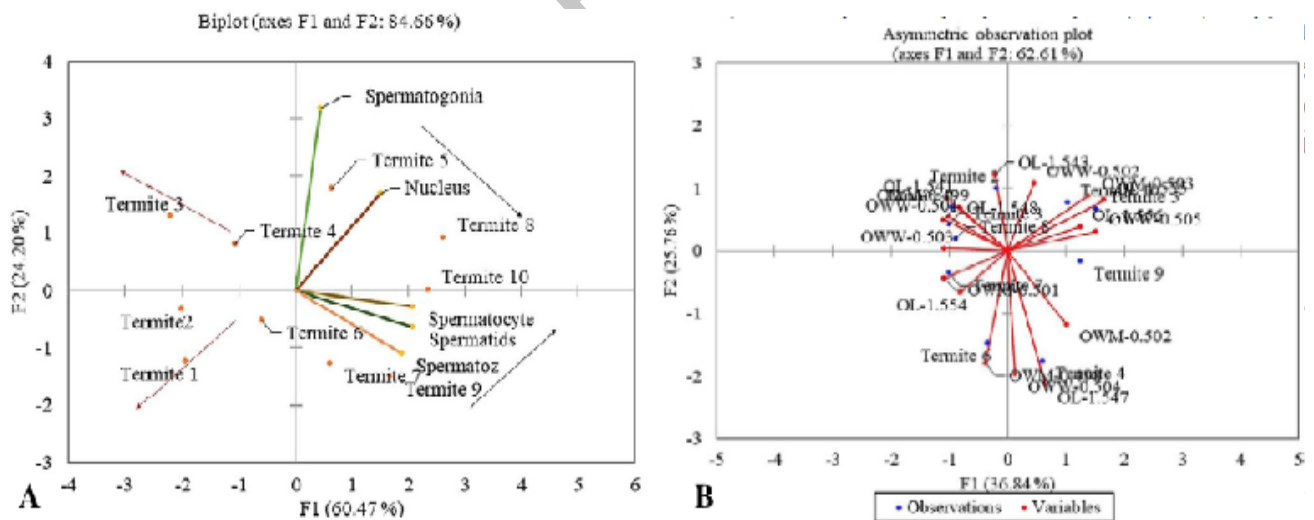 Biplot (axes F1 and F2: 84.66 %)
4
3
2
1
0
-1
-2
-3
F2 (24.20 %)
Spermatogonia
Termite 5
Nucleus
Termite 3
Termite 8
Termite 4
Termite 10
Termite2
Termite 6
Spermatocyte
Spermatids
Termite 1
Spermatoz
Termite 7
Termite 9
-4 -3 -2 -1 0 1 2 3 4 5 6
F1 (60.47 %)
A
Asymmetric observation plot
(axes F1 and F2: 62.61 %)
3
2
1
0
-1
-2
-3
F2 (25.76 %)
OL-1.543
OWW-0.502
Termite
OWW-0.505
OWW-0.503
Termite 9
Termite 7
OL-1.554
OWM-0.502
Termite 6
Termite 4
OWW-0.504
OL-1.547
-5 -4 -3 -2 -1 0 1 2 3 4 5
F1 (36.84 %)
B
Observations Variables